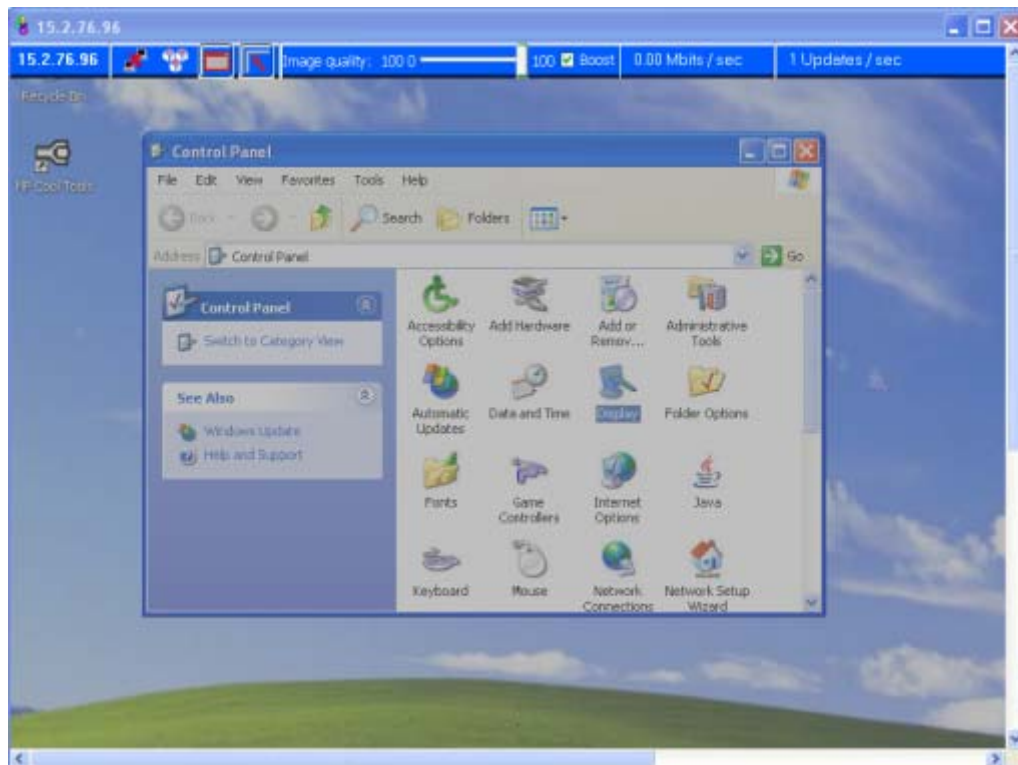 15.2.76.96
15.2.76.96 Image quality: 100 0 100 Boost 0.00 Mbits / sec 1 Updates / sec
Recycle Bin
HP Cool Tools
Control Panel
File Edit View Favorites Tools Help
Back Search Folders
Address Control Panel Go
Control Panel
Switch to Category View
See Also
Windows Update
Help and Support
Accessibility Options
Add Hardware
Add or Remov...
Administrative Tools
Automatic Updates
Date and Time
Display
Folder Options
Fonts
Game Controllers
Internet Options
Java
Keyboard
Mouse
Network Connections
Network Setup Wizard